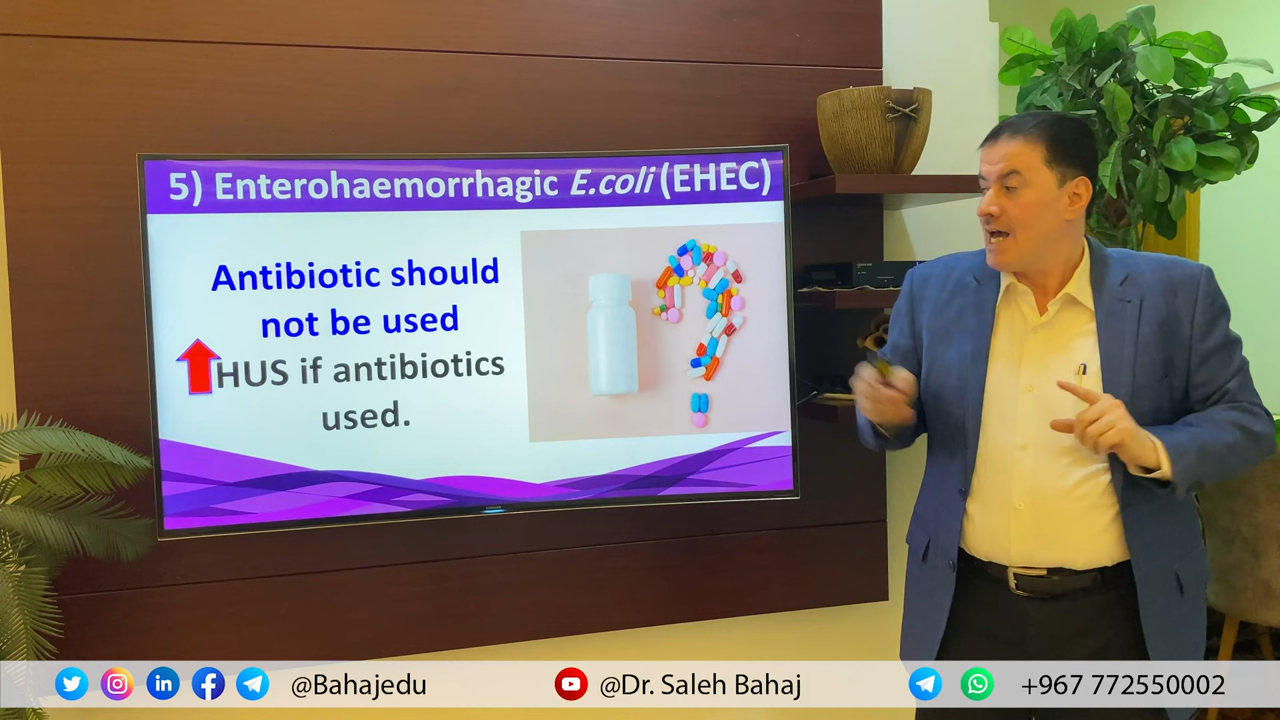 5) Enterohaemorrhagic E.coli (EHEC)
Antibiotic should
not be used
HUS if antibiotics
used.
@Bahajedu
@Dr. Saleh Bahaj
+967 772550002